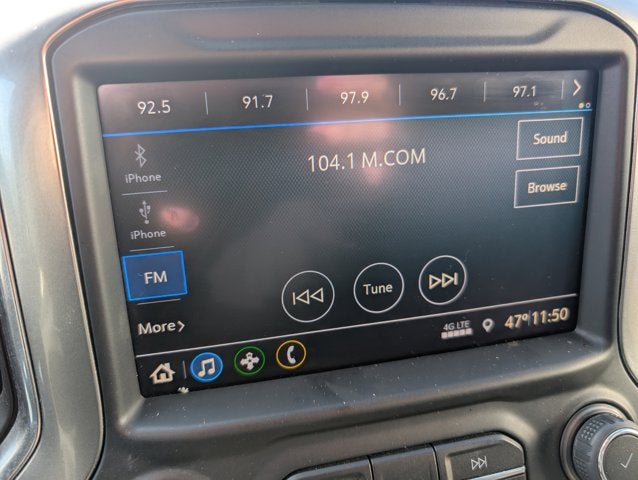 92.5 91.7 97.9 96.7 97.1
104.1 M.COM
Sound
Browse
iPhone
iPhone
FM
Tune
More
4G LTE
47° 11:50